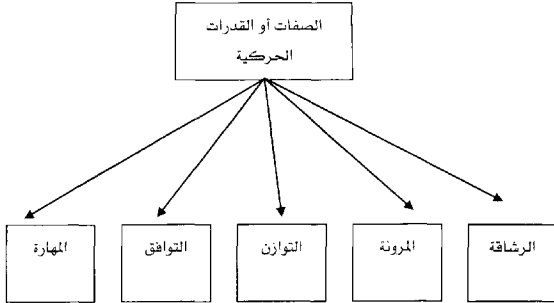 الصفات أو القدرات
الحركية
الرشاقة
المرونة
التوازن
التوافق
المهارة